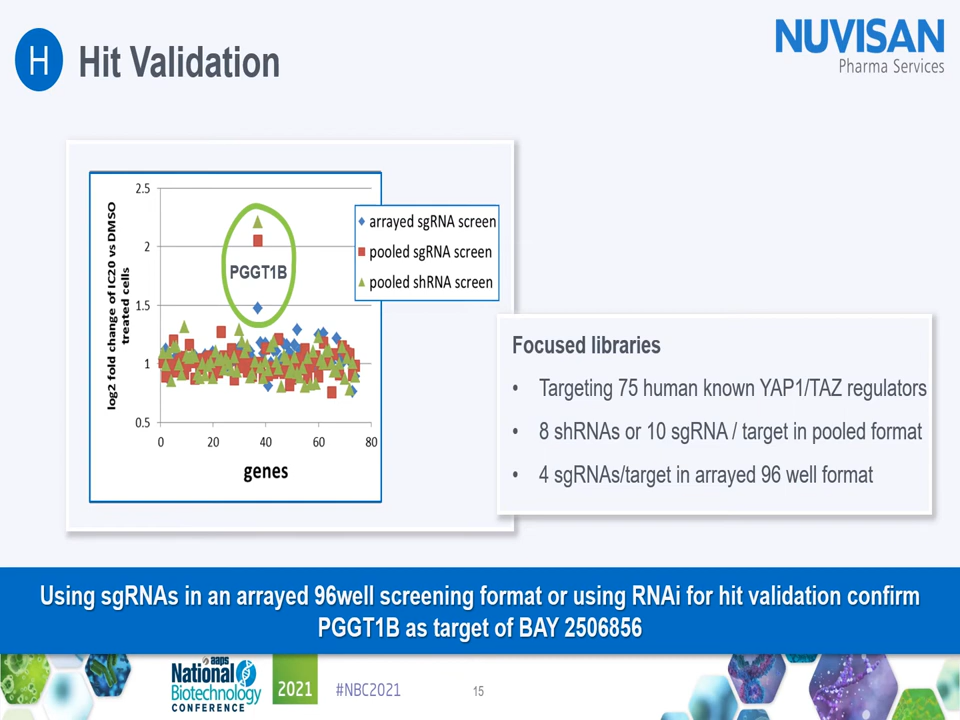 H Hit Validation
NUVISAN
Pharma Services
log2 fold change of IC20 vs DMSO
treated cells
2.5
2
1.5
1
0.5
0 20 40 60 80
genes
PGGT1B
arrayed sgRNA screen
pooled sgRNA screen
pooled shRNA screen
Focused libraries
• Targeting 75 human known YAP1/TAZ regulators
• 8 shRNAs or 10 sgRNA / target in pooled format
• 4 sgRNAs/target in arrayed 96 well format
Using sgRNAs in an arrayed 96well screening format or using RNAi for hit validation confirm
PGGT1B as target of BAY 2506856
aaps
National
Biotechnology
CONFERENCE
2021
#NBC2021
15